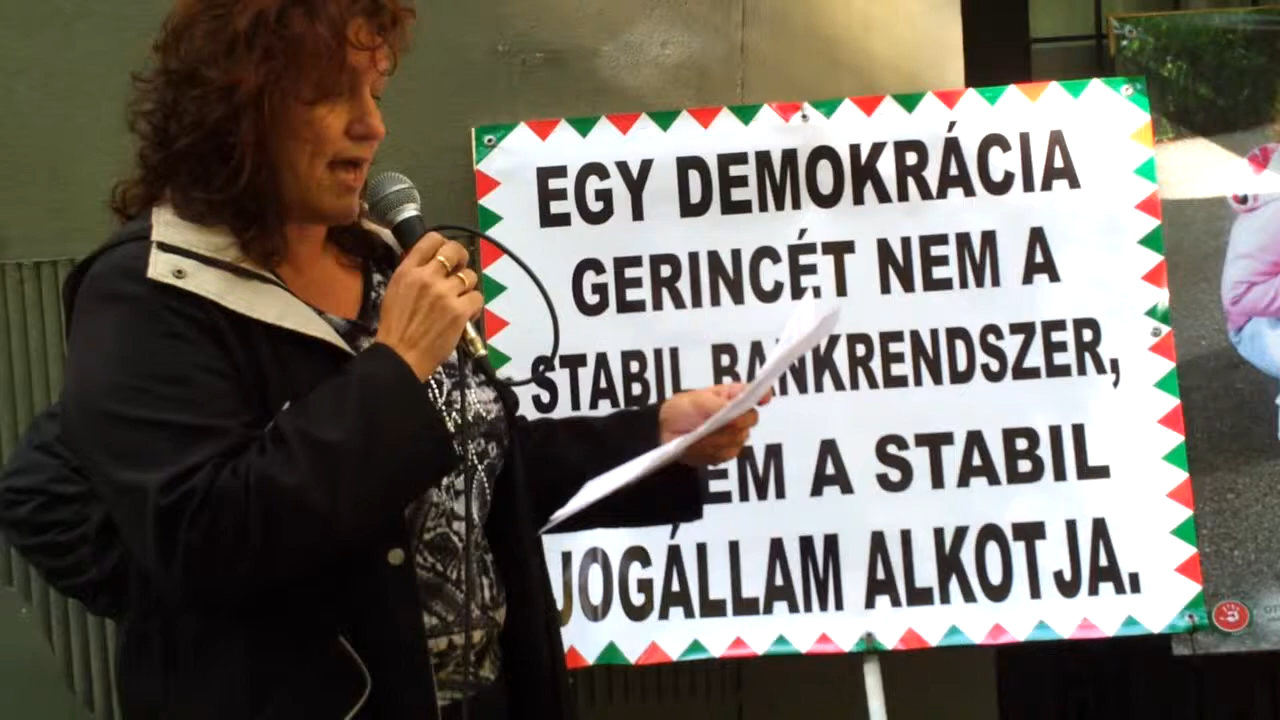 EGY DEMOKRÁCIA
GERINCÉT NEM A
STABIL BANKRENDSZER,
A STABIL
JOGÁLLAM ALKOTJA.